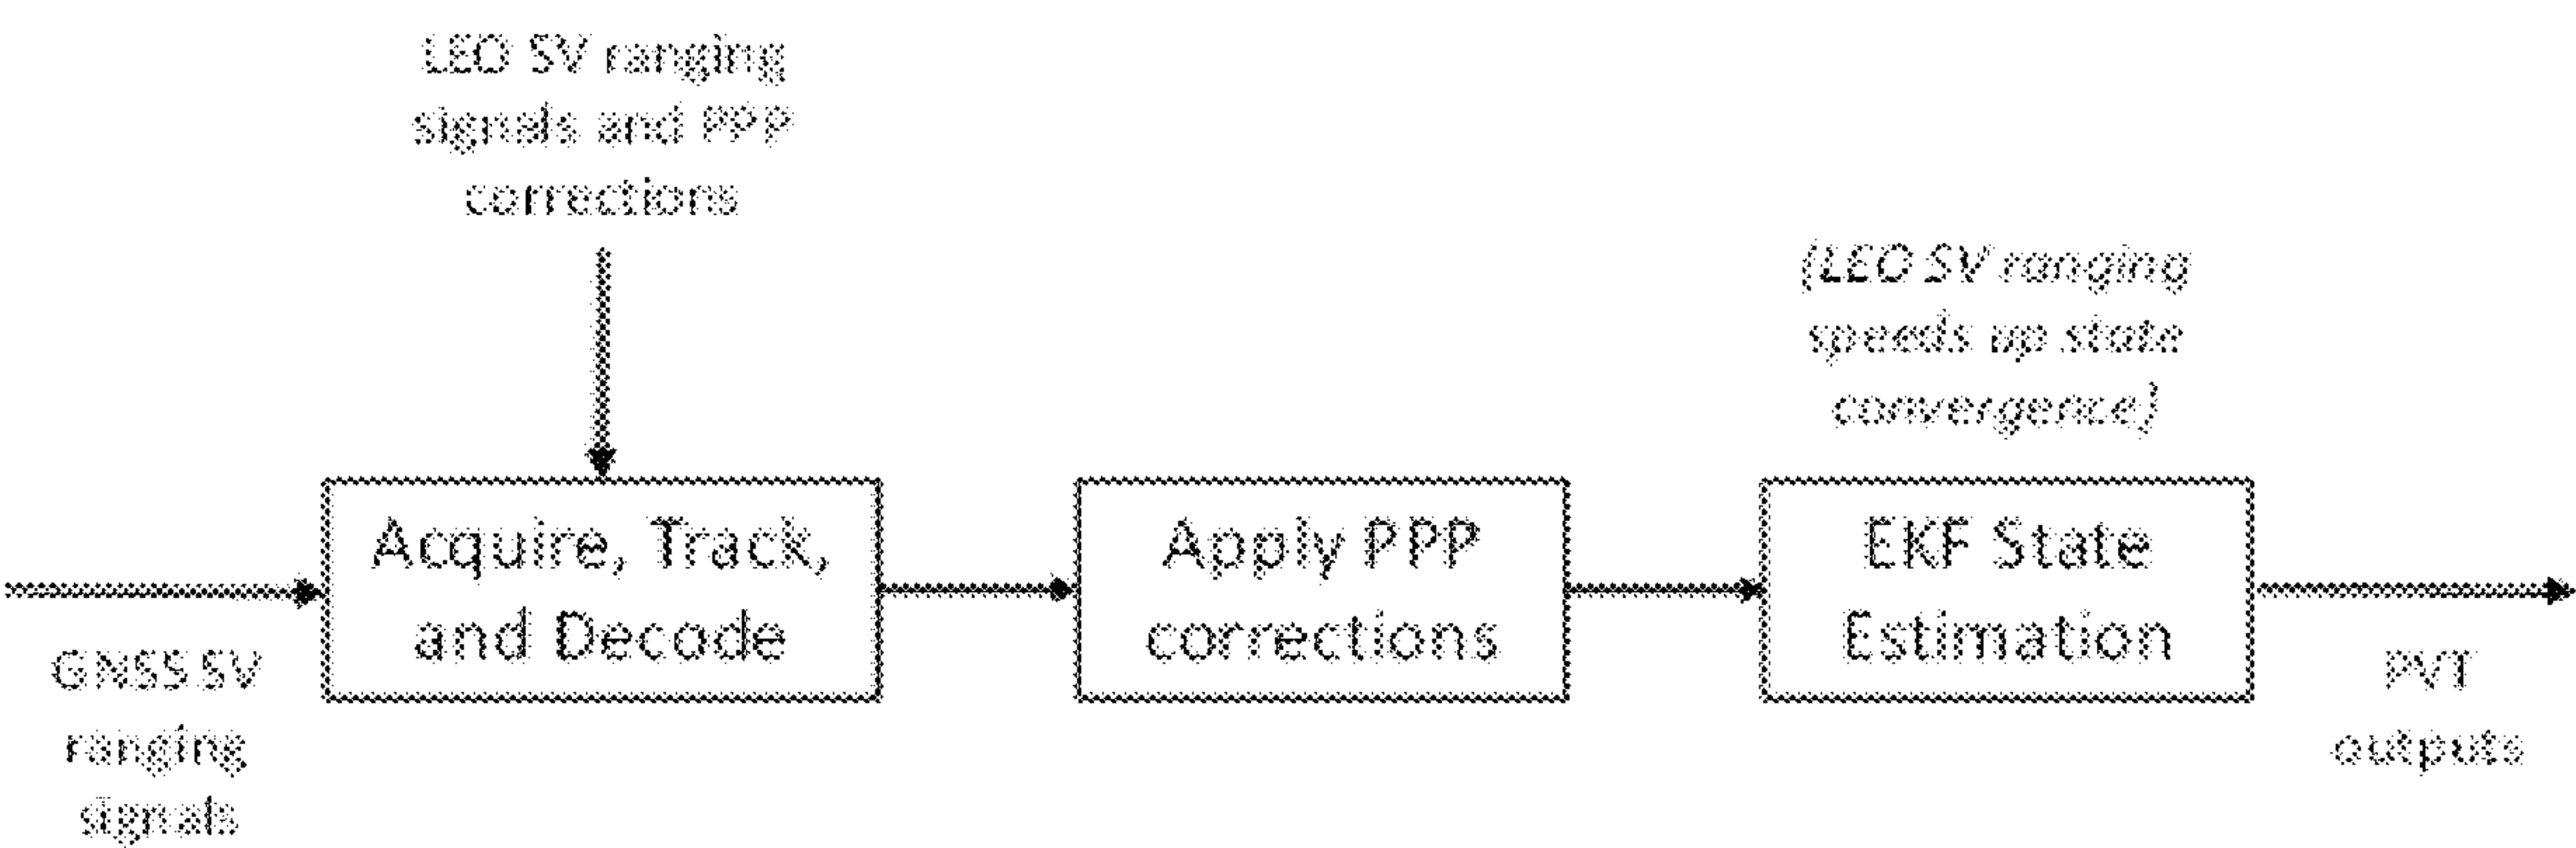 LEO SV ranging
signals and PPP
corrections
(LEO SV ranging
speeds up state
convergence)
Acquire, Track,
and Decode
Apply PPP
corrections
EKF State
Estimation
GNSS SV
ranging
signals
PVT
outputs